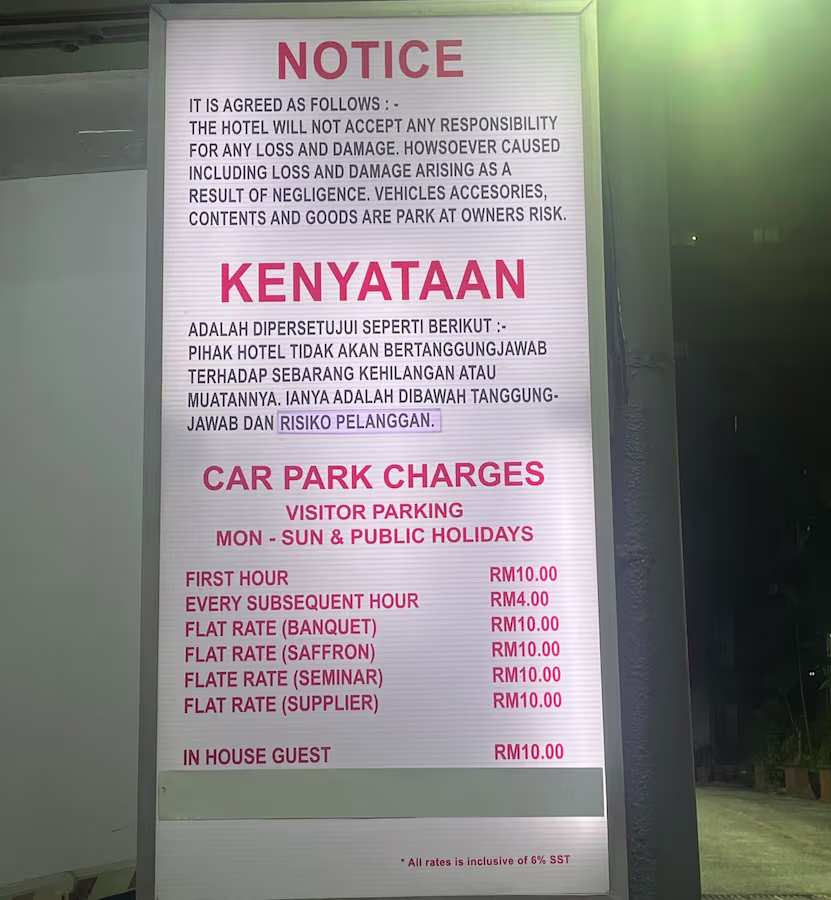 NOTICE
IT IS AGREED AS FOLLOWS : -
THE HOTEL WILL NOT ACCEPT ANY RESPONSIBILITY
FOR ANY LOSS AND DAMAGE. HOWSOEVER CAUSED
INCLUDING LOSS AND DAMAGE ARISING AS A
RESULT OF NEGLIGENCE. VEHICLES ACCESORIES,
CONTENTS AND GOODS ARE PARK AT OWNERS RISK.
KENYATAAN
ADALAH DIPERSETUJUI SEPERTI BERIKUT :-
PIHAK HOTEL TIDAK AKAN BERTANGGUNGJAWAB
TERHADAP SEBARANG KEHILANGAN ATAU
MUATANNYA. IANYA ADALAH DIBAWAH TANGGUNG-
JAWAB DAN RISIKO PELANGGAN.
CAR PARK CHARGES
VISITOR PARKING
MON - SUN & PUBLIC HOLIDAYS
FIRST HOUR RM10.00
EVERY SUBSEQUENT HOUR RM4.00
FLAT RATE (BANQUET) RM10.00
FLAT RATE (SAFFRON) RM10.00
FLATE RATE (SEMINAR) RM10.00
FLAT RATE (SUPPLIER) RM10.00
IN HOUSE GUEST RM10.00
* All rates is inclusive of 6% SST